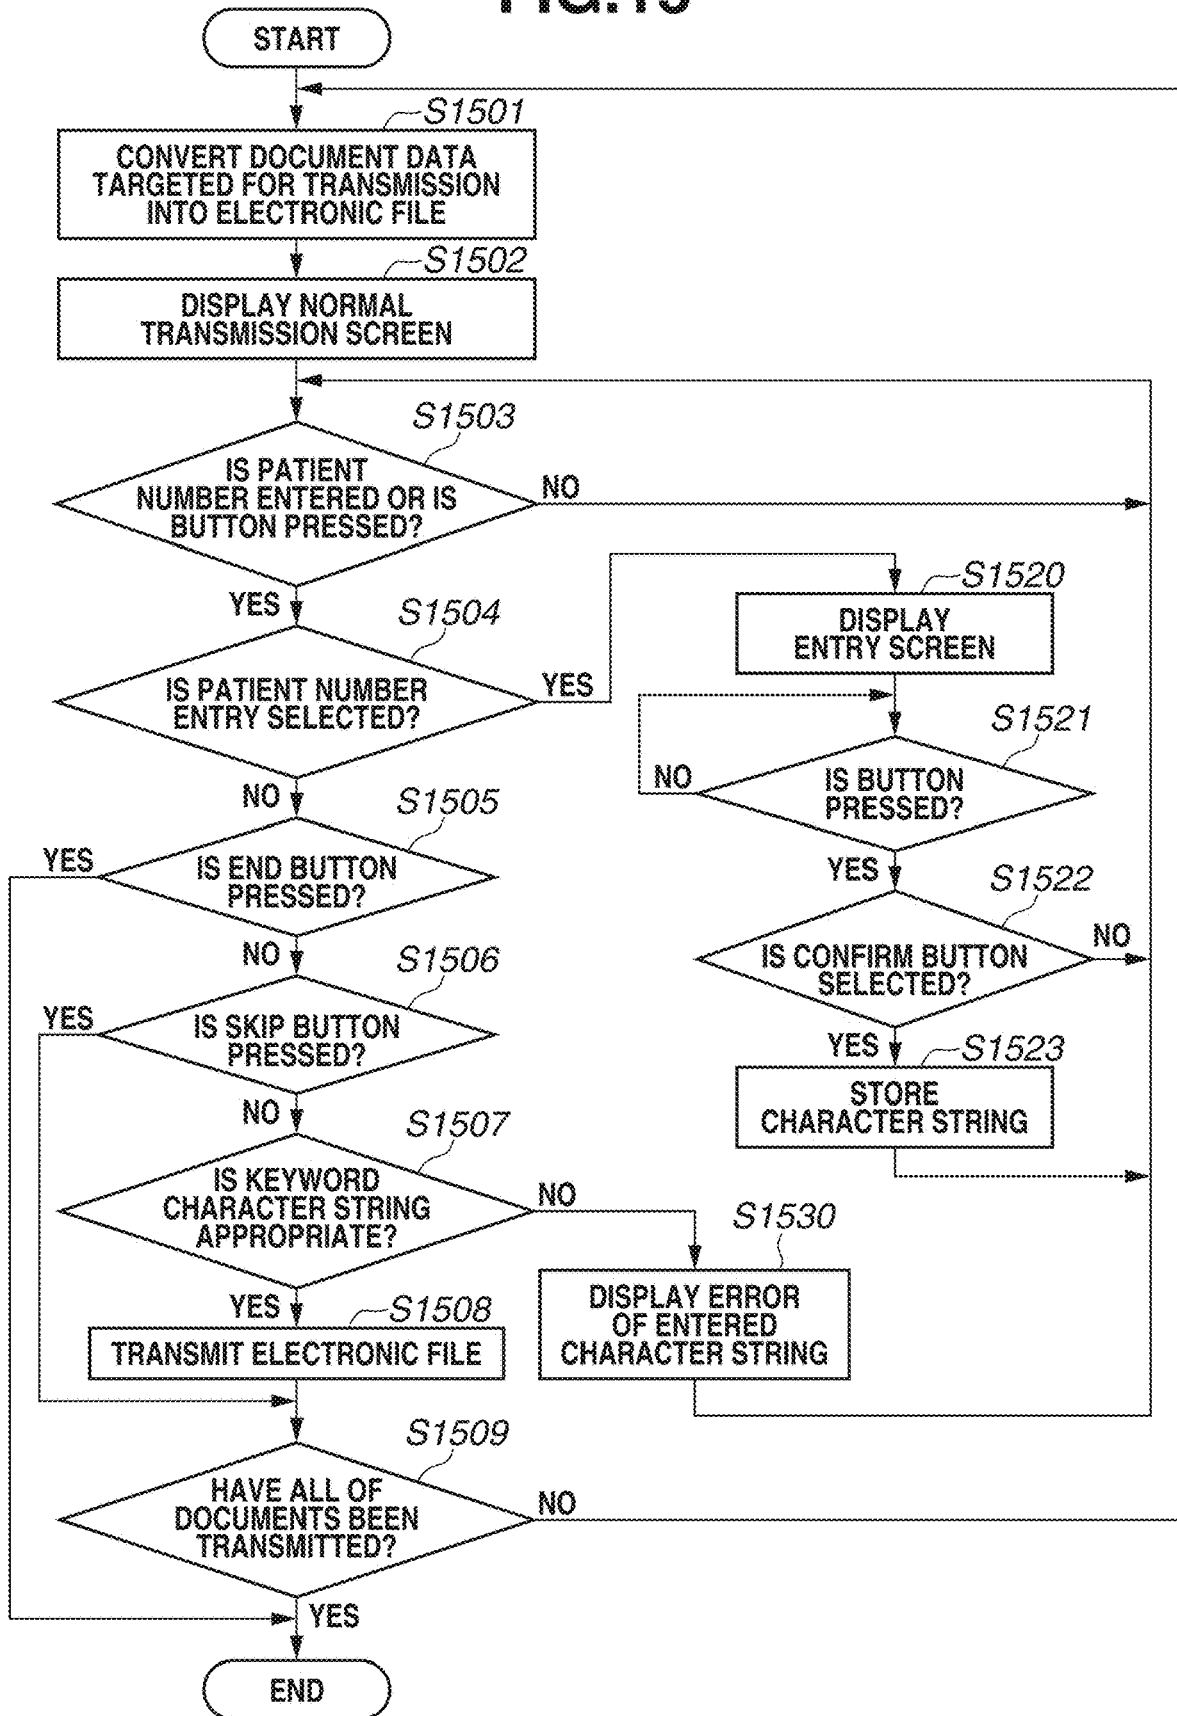 START
S1501
CONVERT DOCUMENT DATA
TARGETED FOR TRANSMISSION
INTO ELECTRONIC FILE
S1502
DISPLAY NORMAL
TRANSMISSION SCREEN
S1503
IS PATIENT
NUMBER ENTERED OR IS
BUTTON PRESSED?
NO
YES
S1504
IS PATIENT NUMBER
ENTRY SELECTED?
YES
NO
S1505
IS END BUTTON
PRESSED?
YES
NO
S1506
IS SKIP BUTTON
PRESSED?
YES
NO
S1507
IS KEYWORD
CHARACTER STRING
APPROPRIATE?
NO
YES
S1508
TRANSMIT ELECTRONIC FILE
S1509
HAVE ALL OF
DOCUMENTS BEEN
TRANSMITTED?
NO
YES
END
S1520
DISPLAY
ENTRY SCREEN
S1521
IS BUTTON
PRESSED?
NO
YES
S1522
IS CONFIRM BUTTON
SELECTED?
NO
YES
S1523
STORE
CHARACTER STRING
S1530
DISPLAY ERROR
OF ENTERED
CHARACTER STRING